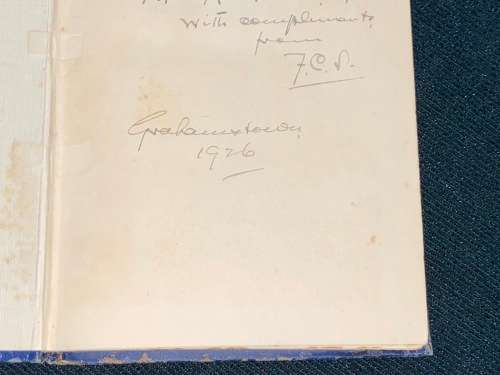 With compliments
from
F.C.S.
Grahamstown,
1926